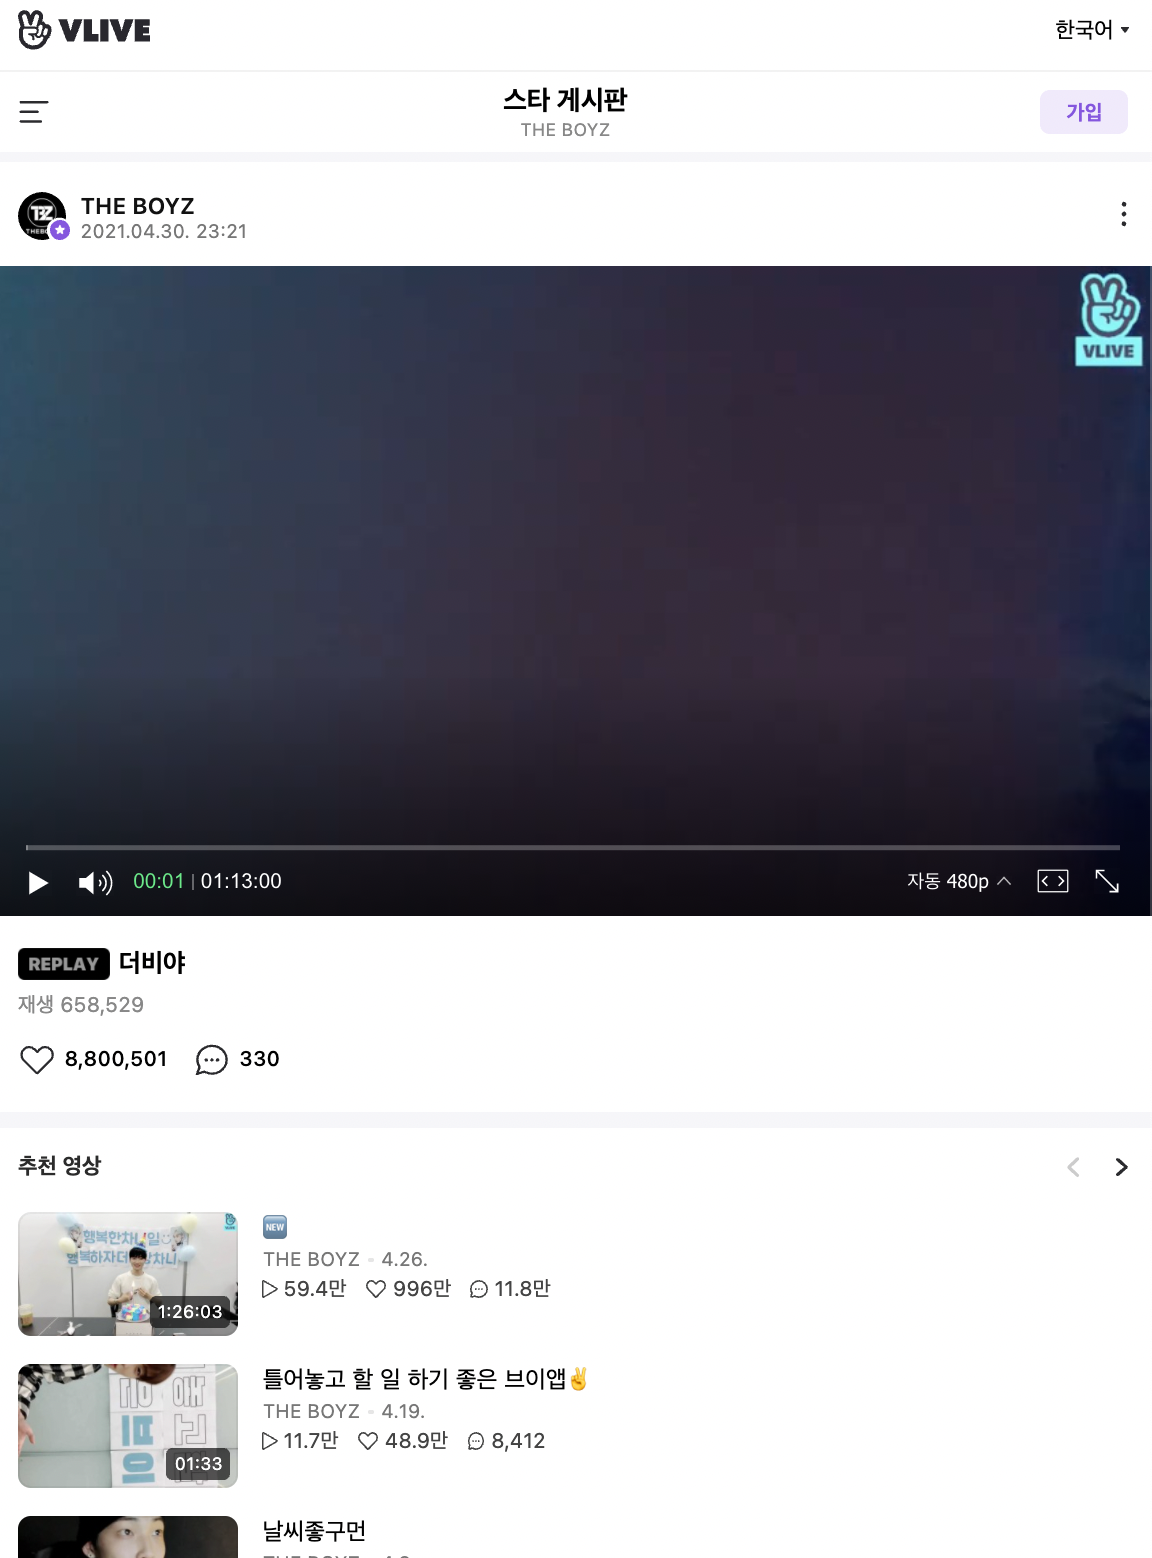 VLIVE
한국어
스타 게시판
THE BOYZ
가입
THE BOYZ
2021.04.30. 23:21
VLIVE
00:01 | 01:13:00
자동 480p
REPLAY 더비야
재생 658,529
8,800,501 330
추천 영상
행복한차니일
행복하자더
1:26:03
NEW
THE BOYZ 4.26.
59.4만 996만 11.8만
01:33
틀어놓고 할 일 하기 좋은 브이앱✌️
THE BOYZ 4.19.
11.7만 48.9만 8,412
날씨좋구먼